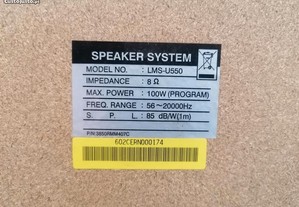 SPEAKER SYSTEM
MODEL NO. : LMS-U550
IMPEDANCE : 8 Ω
MAX. POWER : 100W (PROGRAM)
FREQ. RANGE : 56~20000Hz
S. P. L. : 85 dB/W(1m)
P/N:3850RMM407C
602CERN000174